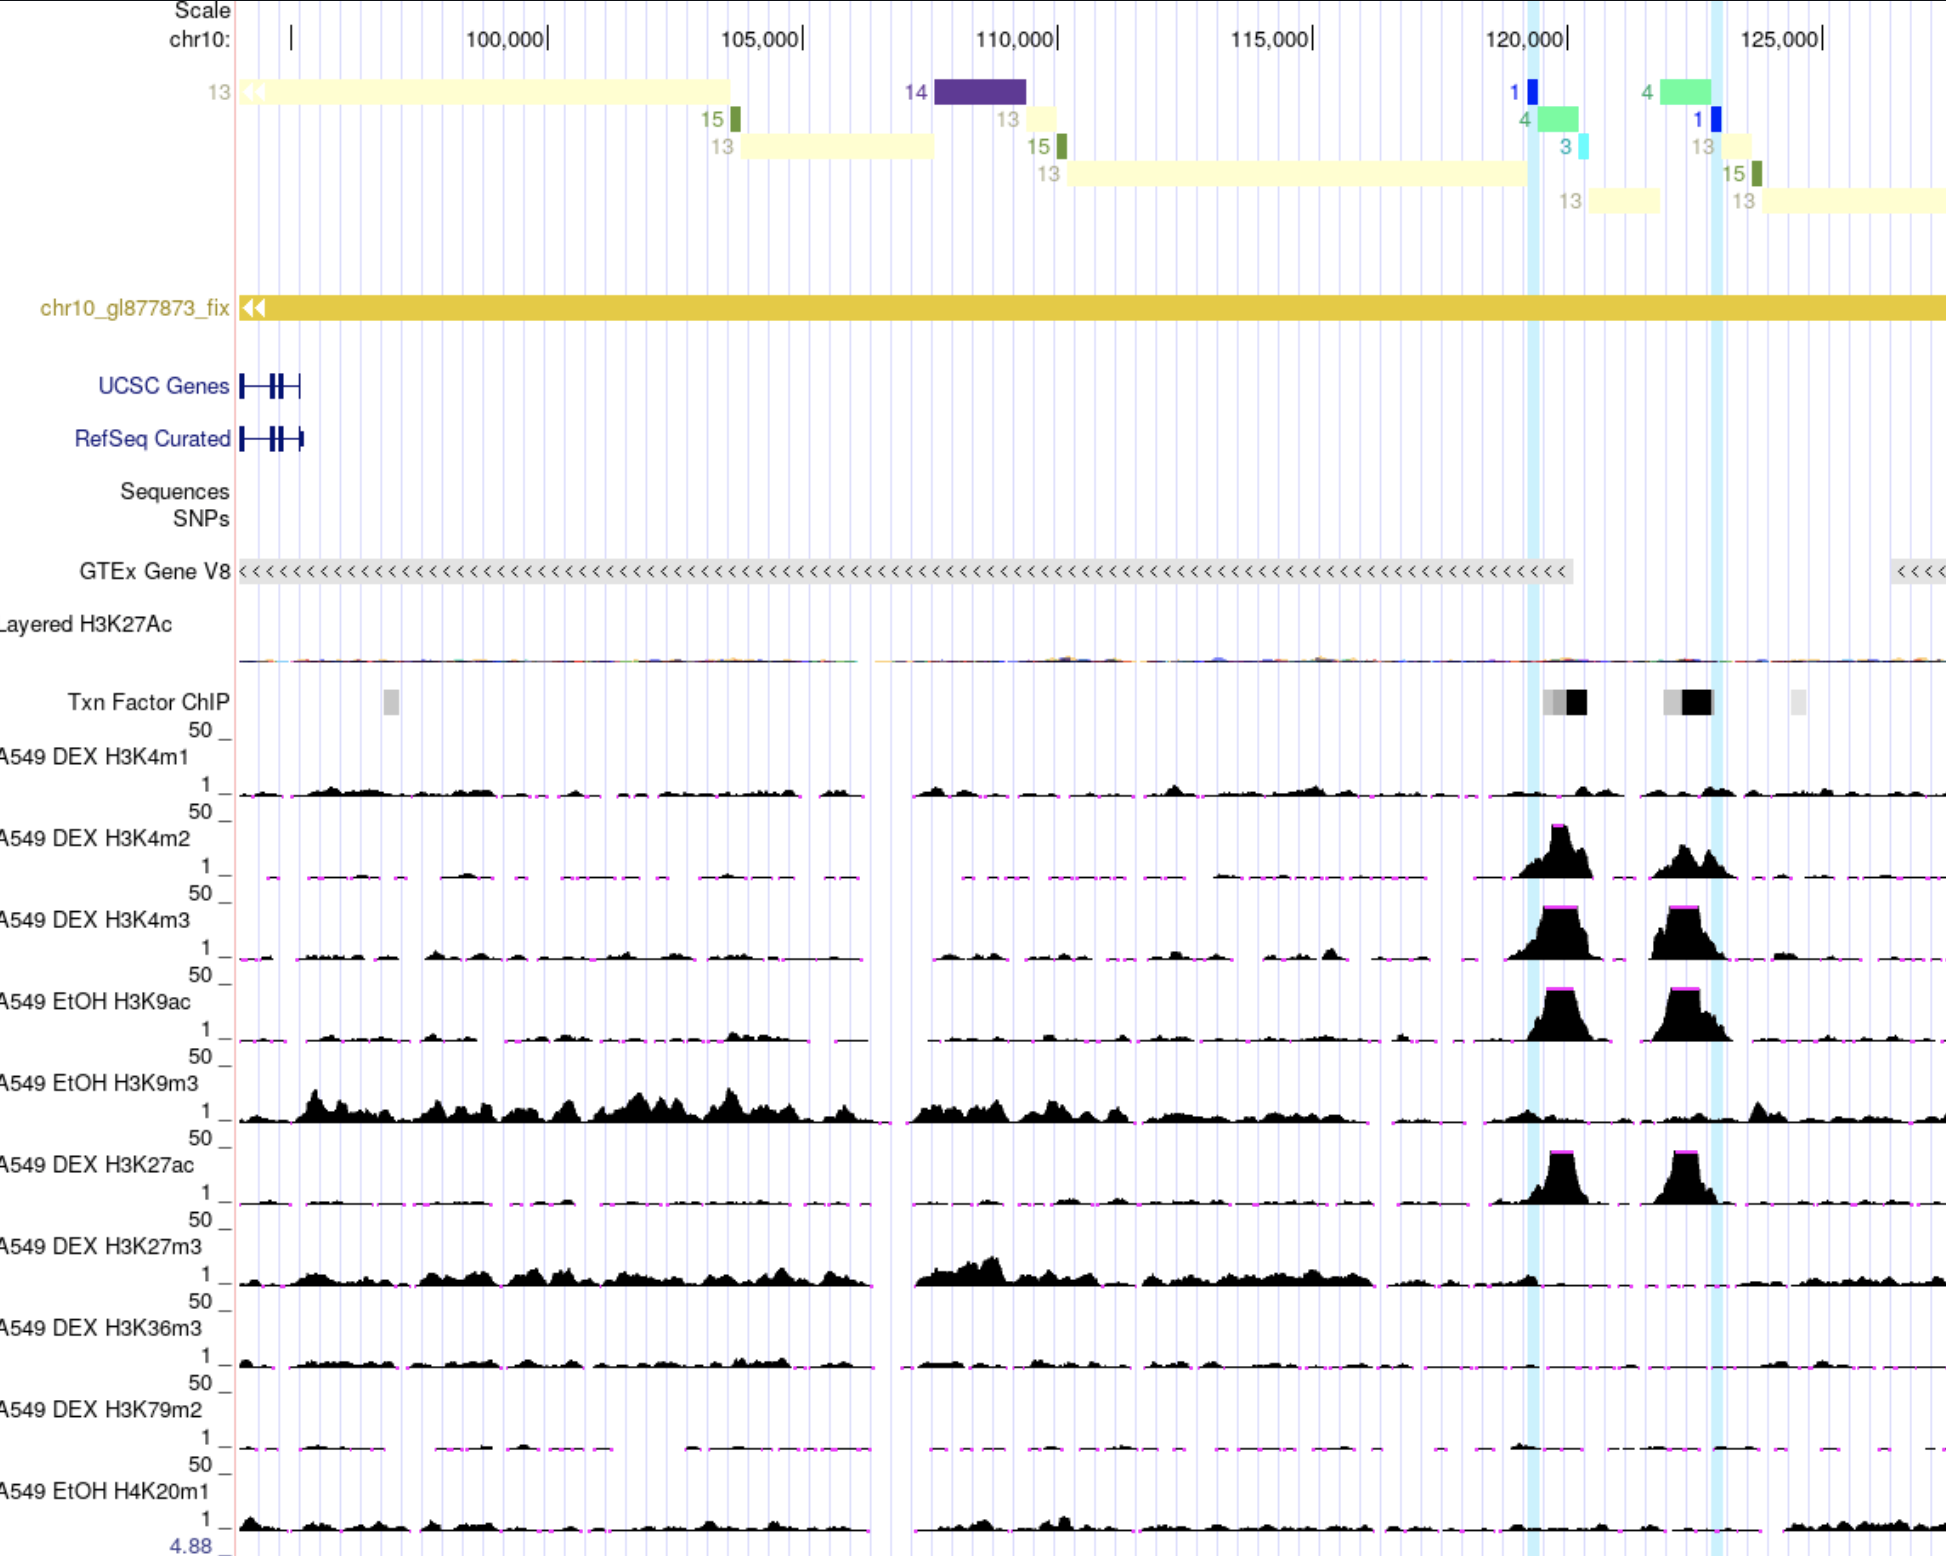 Scale
chr10: 100,000 105,000 110,000 115,000 120,000 125,000
13 14 1 4
15 13 4 1
13 15 3 13
13 15
13 13
chr10_gl877873_fix
UCSC Genes
RefSeq Curated
Sequences
SNPs
GTEx Gene V8
Layered H3K27Ac
Txn Factor ChIP
50
A549 DEX H3K4m1
1
50
A549 DEX H3K4m2
1
50
A549 DEX H3K4m3
1
50
A549 EtOH H3K9ac
1
50
A549 EtOH H3K9m3
1
50
A549 DEX H3K27ac
1
50
A549 DEX H3K27m3
1
50
A549 DEX H3K36m3
1
50
A549 DEX H3K79m2
1
50
A549 EtOH H4K20m1
1
4.88